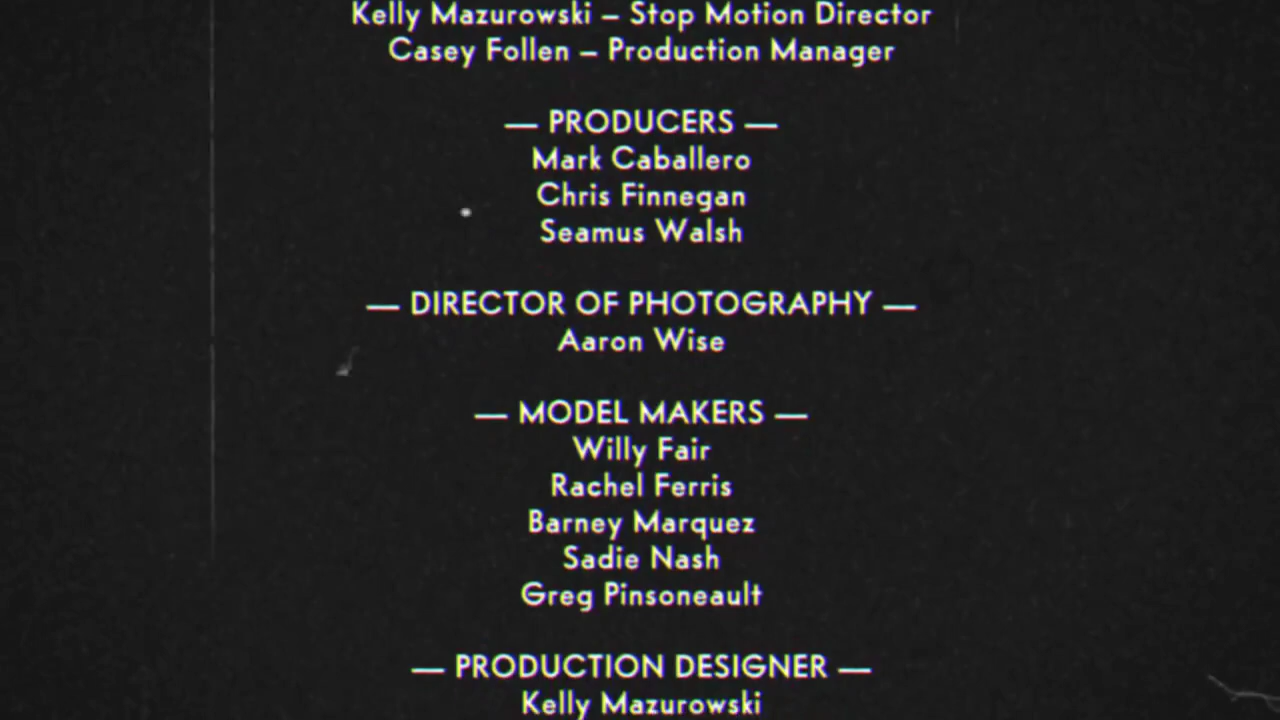 Kelly Mazurowski – Stop Motion Director
Casey Follen – Production Manager
— PRODUCERS —
Mark Caballero
Chris Finnegan
Seamus Walsh
— DIRECTOR OF PHOTOGRAPHY —
Aaron Wise
— MODEL MAKERS —
Willy Fair
Rachel Ferris
Barney Marquez
Sadie Nash
Greg Pinsoneault
— PRODUCTION DESIGNER —
Kelly Mazurowski